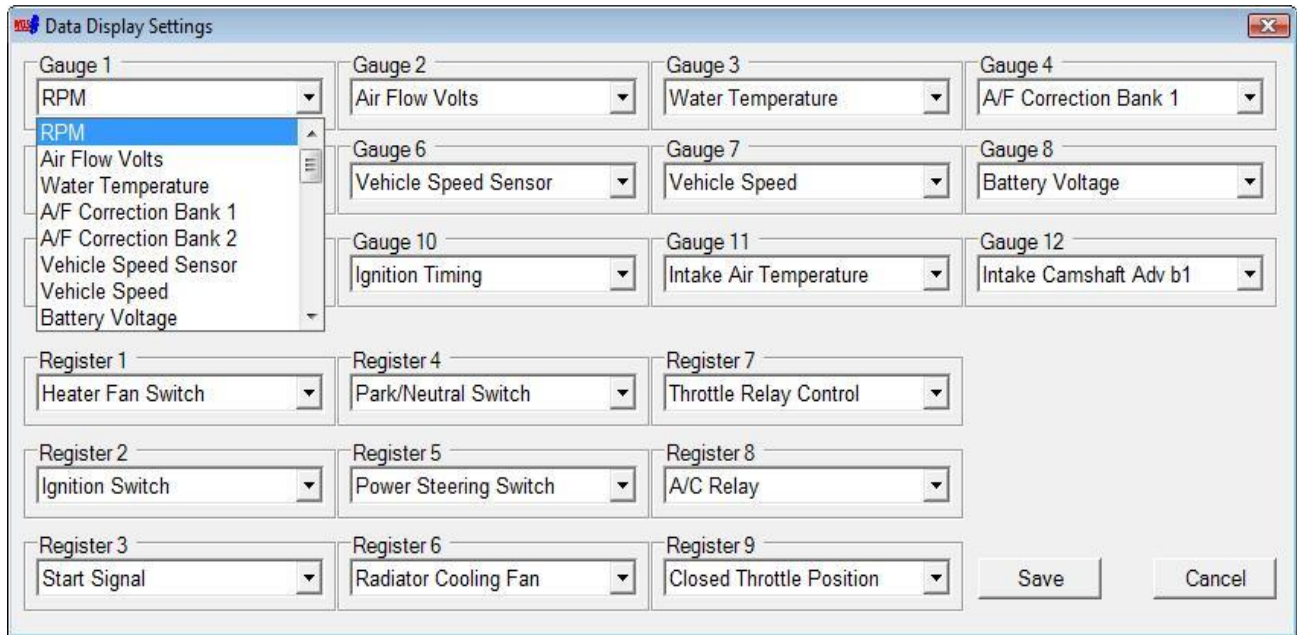 Data Display Settings
Gauge 1 Gauge 2 Gauge 3 Gauge 4
RPM Air Flow Volts Water Temperature A/F Correction Bank 1
RPM
Air Flow Volts
Water Temperature
A/F Correction Bank 1
A/F Correction Bank 2
Vehicle Speed Sensor
Vehicle Speed
Battery Voltage
Gauge 6 Gauge 7 Gauge 8
Vehicle Speed Sensor Vehicle Speed Battery Voltage
Gauge 10 Gauge 11 Gauge 12
Ignition Timing Intake Air Temperature Intake Camshaft Adv b1
Register 1 Register 4 Register 7
Heater Fan Switch Park/Neutral Switch Throttle Relay Control
Register 2 Register 5 Register 8
Ignition Switch Power Steering Switch A/C Relay
Register 3 Register 6 Register 9
Start Signal Radiator Cooling Fan Closed Throttle Position Save Cancel